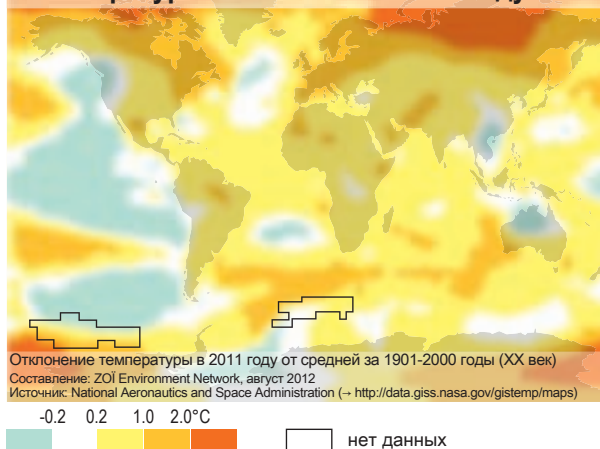 Отклонение температуры в 2011 году от средней за 1901-2000 годы (XX век)
Составление: ZOÏ Environment Network, август 2012
Источник: National Aeronautics and Space Administration (→ http://data.giss.nasa.gov/gistemp/maps)
-0.2 0.2 1.0 2.0°C
нет данных